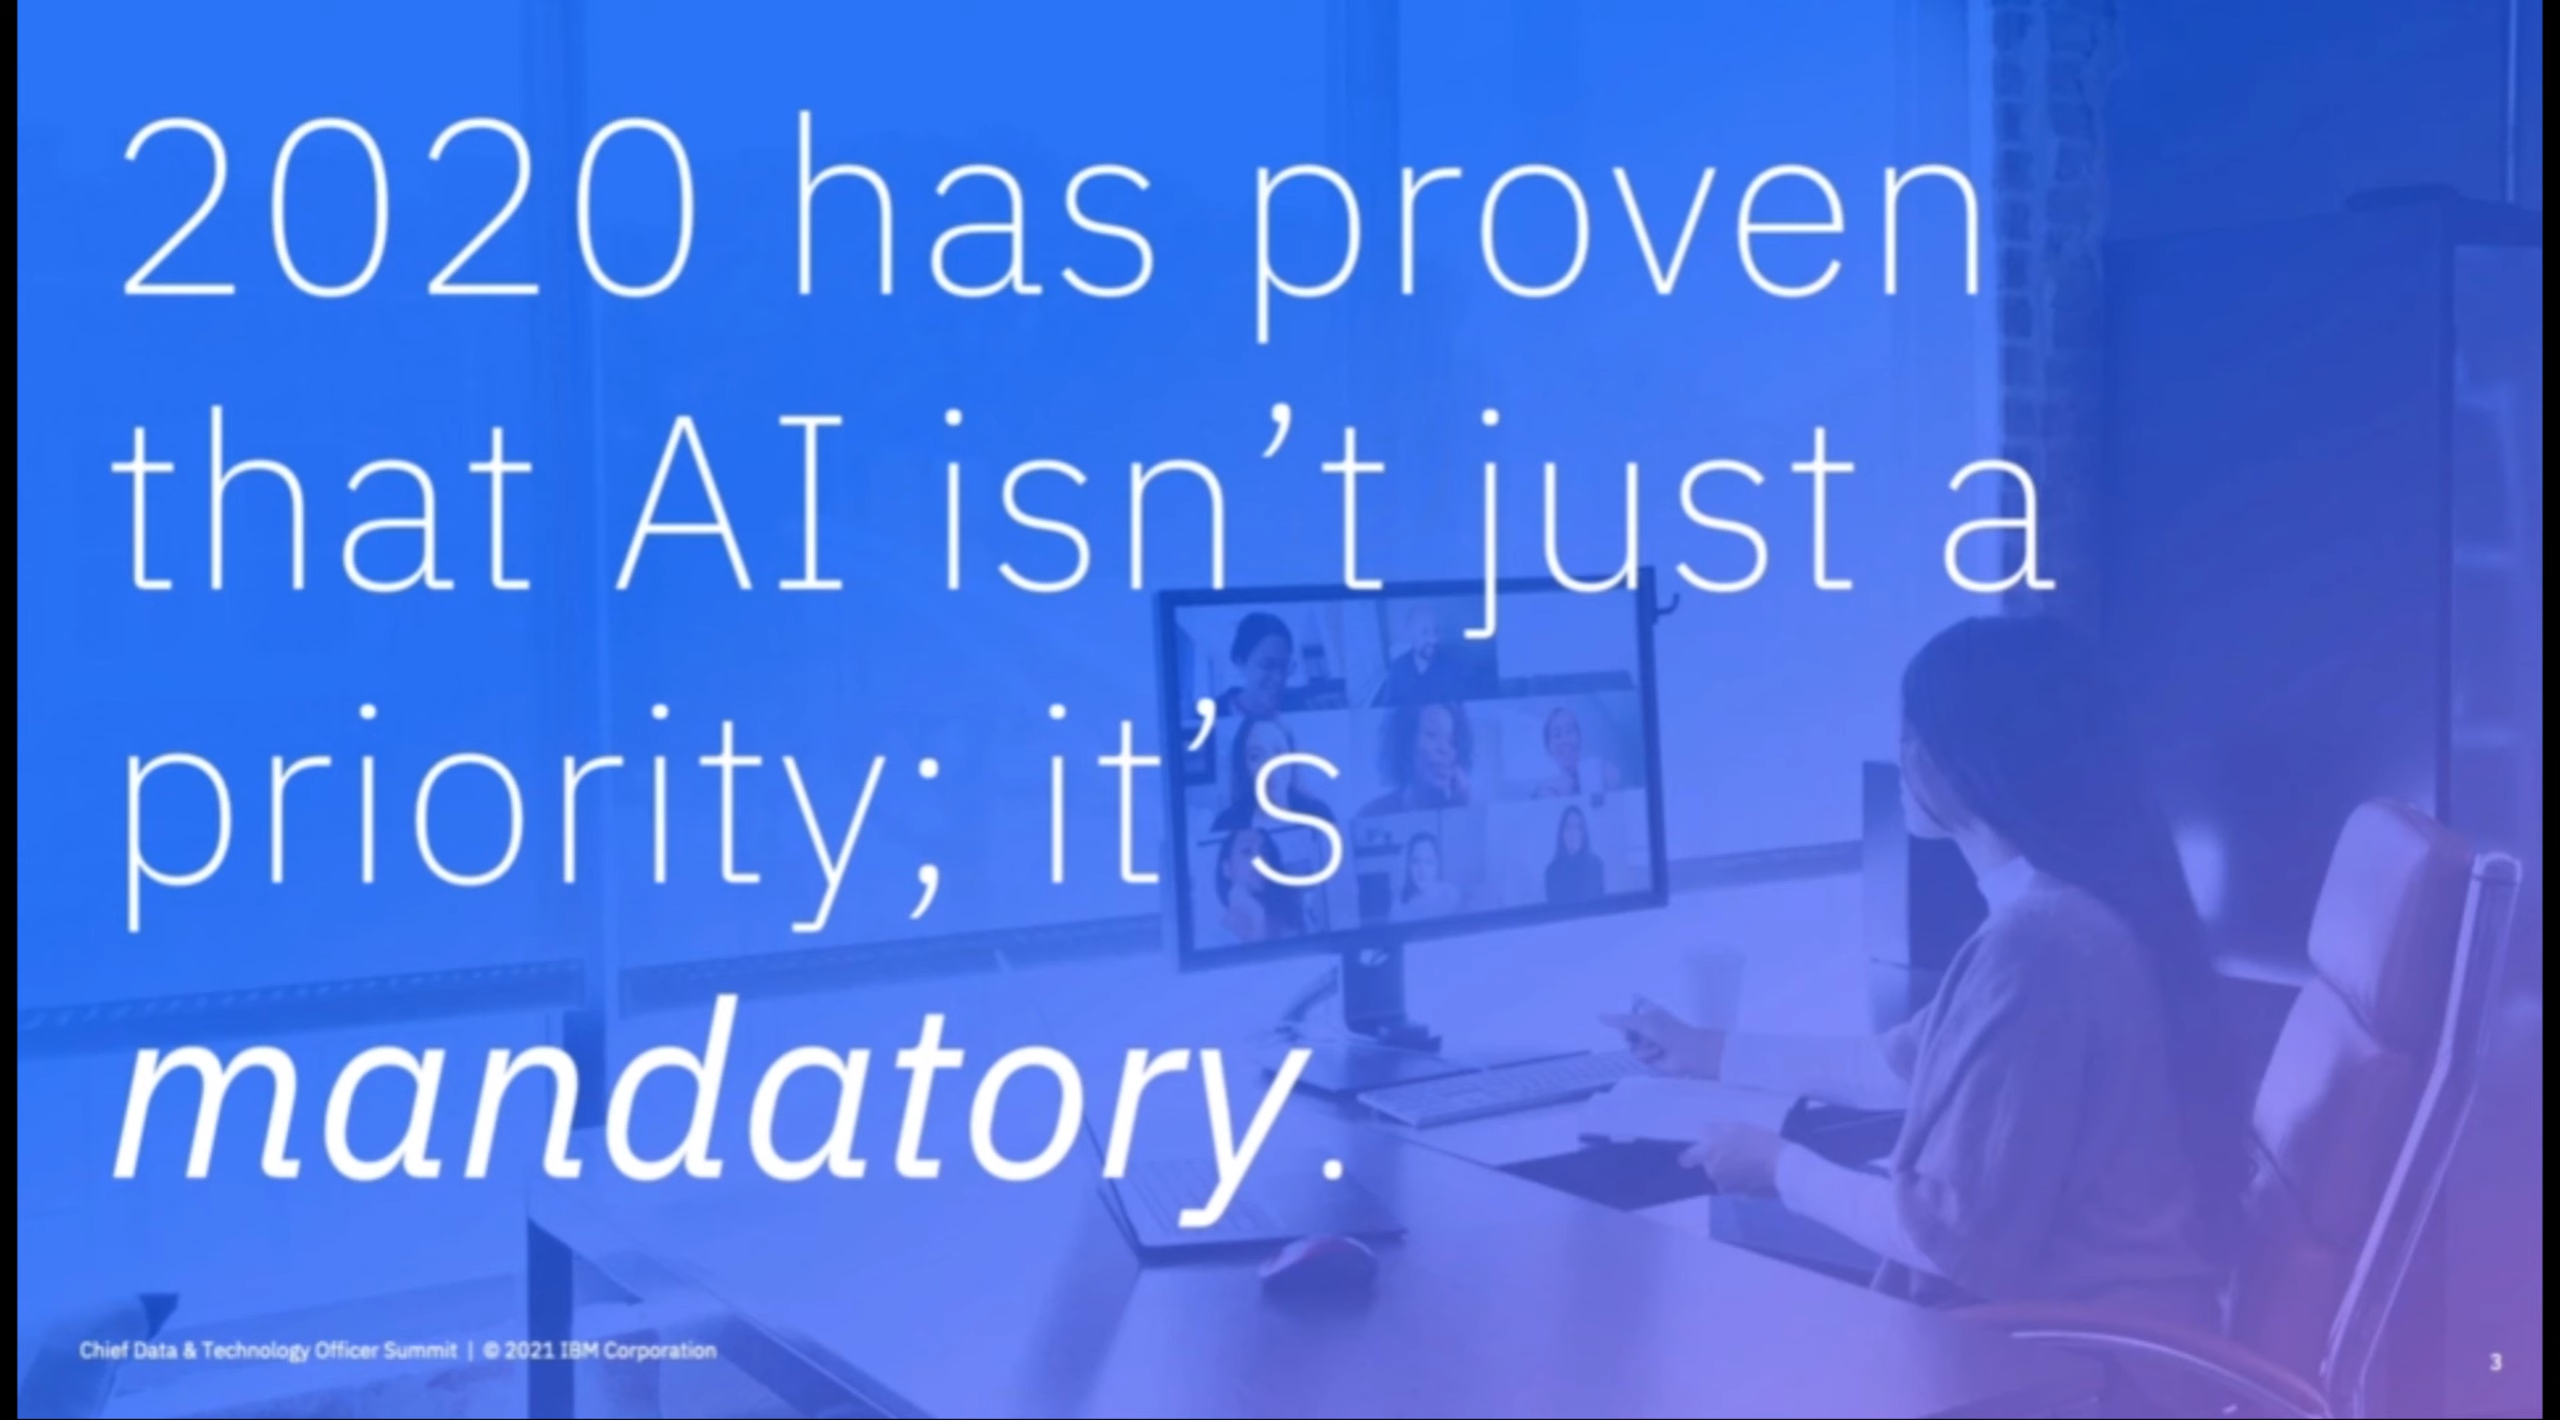 2020 has proven
that AI isn’t just a
priority; it’s
mandatory.
Chief Data & Technology Officer Summit | © 2021 IBM Corporation
3